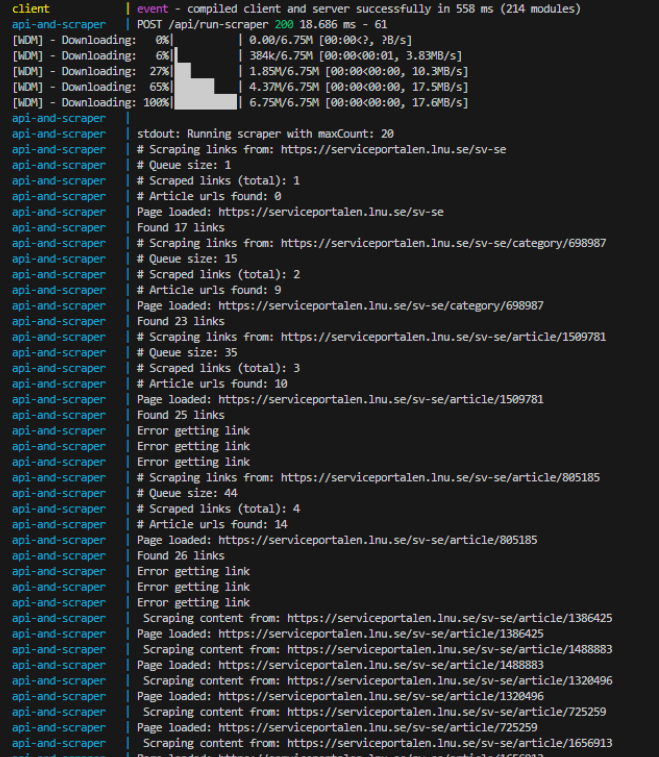 client | event - compiled client and server successfully in 558 ms (214 modules)
api-and-scraper | POST /api/run-scraper 200 18.686 ms - 61
[WDM] - Downloading: 0%| | 0.00/6.75M [00:00<?, ?B/s]
[WDM] - Downloading: 6%| | 384k/6.75M [00:00<00:01, 3.83MB/s]
[WDM] - Downloading: 27%| | 1.85M/6.75M [00:00<00:00, 10.3MB/s]
[WDM] - Downloading: 65%| | 4.37M/6.75M [00:00<00:00, 17.5MB/s]
[WDM] - Downloading: 100%| | 6.75M/6.75M [00:00<00:00, 17.6MB/s]
api-and-scraper |
api-and-scraper | stdout: Running scraper with maxCount: 20
api-and-scraper | # Scraping links from: https://serviceportalen.lnu.se/sv-se
api-and-scraper | # Queue size: 1
api-and-scraper | # Scraped links (total): 1
api-and-scraper | # Article urls found: 0
api-and-scraper | Page loaded: https://serviceportalen.lnu.se/sv-se
api-and-scraper | Found 17 links
api-and-scraper | # Scraping links from: https://serviceportalen.lnu.se/sv-se/category/698987
api-and-scraper | # Queue size: 15
api-and-scraper | # Scraped links (total): 2
api-and-scraper | # Article urls found: 9
api-and-scraper | Page loaded: https://serviceportalen.lnu.se/sv-se/category/698987
api-and-scraper | Found 23 links
api-and-scraper | # Scraping links from: https://serviceportalen.lnu.se/sv-se/article/1509781
api-and-scraper | # Queue size: 35
api-and-scraper | # Scraped links (total): 3
api-and-scraper | # Article urls found: 10
api-and-scraper | Page loaded: https://serviceportalen.lnu.se/sv-se/article/1509781
api-and-scraper | Found 25 links
api-and-scraper | Error getting link
api-and-scraper | Error getting link
api-and-scraper | Error getting link
api-and-scraper | # Scraping links from: https://serviceportalen.lnu.se/sv-se/article/805185
api-and-scraper | # Queue size: 44
api-and-scraper | # Scraped links (total): 4
api-and-scraper | # Article urls found: 14
api-and-scraper | Page loaded: https://serviceportalen.lnu.se/sv-se/article/805185
api-and-scraper | Found 26 links
api-and-scraper | Error getting link
api-and-scraper | Error getting link
api-and-scraper | Error getting link
api-and-scraper | Scraping content from: https://serviceportalen.lnu.se/sv-se/article/1386425
api-and-scraper | Page loaded: https://serviceportalen.lnu.se/sv-se/article/1386425
api-and-scraper | Scraping content from: https://serviceportalen.lnu.se/sv-se/article/1488883
api-and-scraper | Page loaded: https://serviceportalen.lnu.se/sv-se/article/1488883
api-and-scraper | Scraping content from: https://serviceportalen.lnu.se/sv-se/article/1320496
api-and-scraper | Page loaded: https://serviceportalen.lnu.se/sv-se/article/1320496
api-and-scraper | Scraping content from: https://serviceportalen.lnu.se/sv-se/article/725259
api-and-scraper | Page loaded: https://serviceportalen.lnu.se/sv-se/article/725259
api-and-scraper | Scraping content from: https://serviceportalen.lnu.se/sv-se/article/1656913